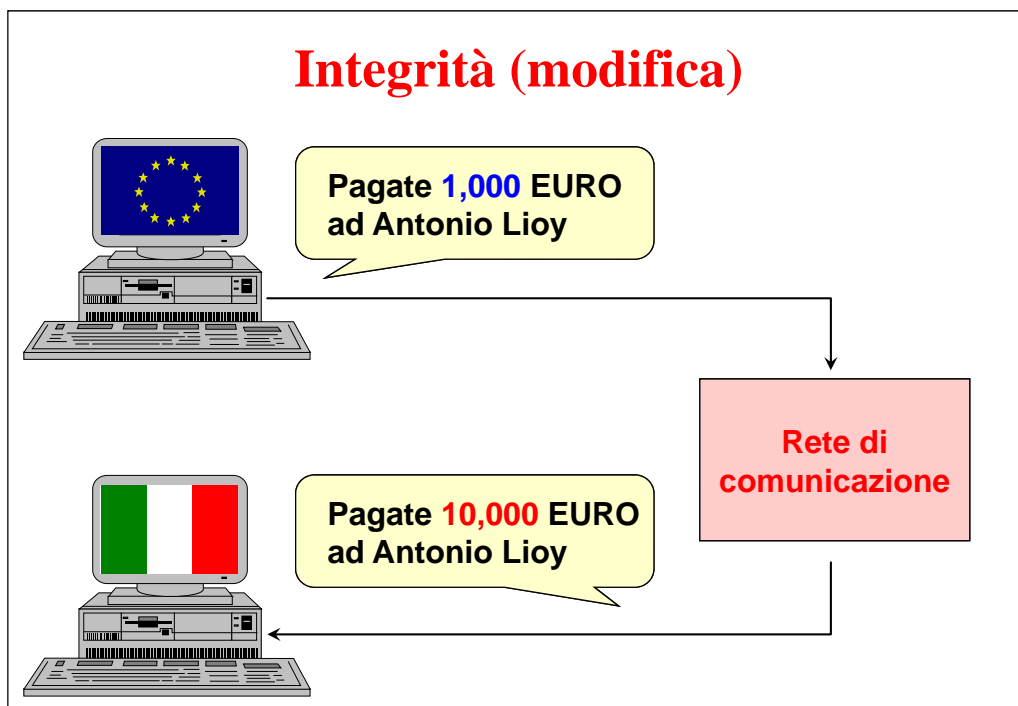 Integrità (modifica)
Pagate 1,000 EURO
ad Antonio Lioy
Rete di
comunicazione
Pagate 10,000 EURO
ad Antonio Lioy